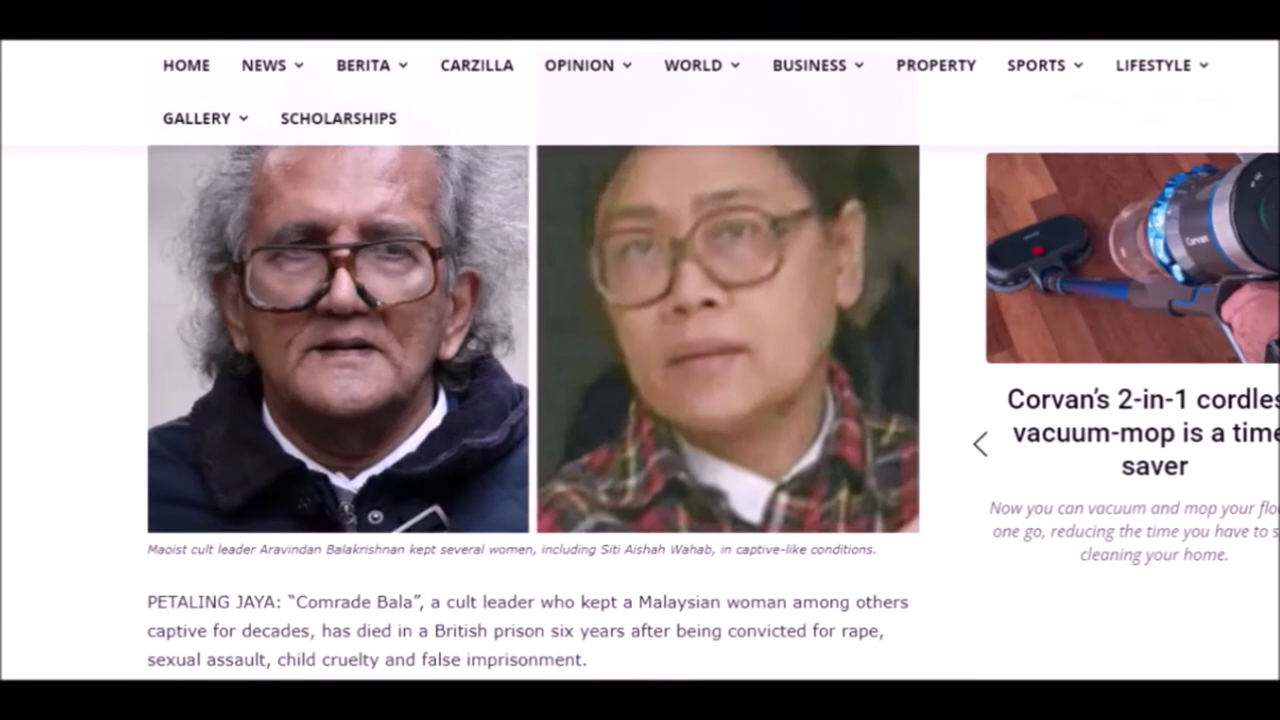 HOME NEWS BERITA CARZILLA OPINION WORLD BUSINESS PROPERTY SPORTS LIFESTYLE
GALLERY SCHOLARSHIPS
Corvan
Maoist cult leader Aravindan Balakrishnan kept several women, including Siti Aishah Wahab, in captive-like conditions.
PETALING JAYA: “Comrade Bala”, a cult leader who kept a Malaysian woman among others
captive for decades, has died in a British prison six years after being convicted for rape,
sexual assault, child cruelty and false imprisonment.
Corvan’s 2-in-1 cordles
vacuum-mop is a time
saver
Now you can vacuum and mop your flo
one go, reducing the time you have to s
cleaning your home.